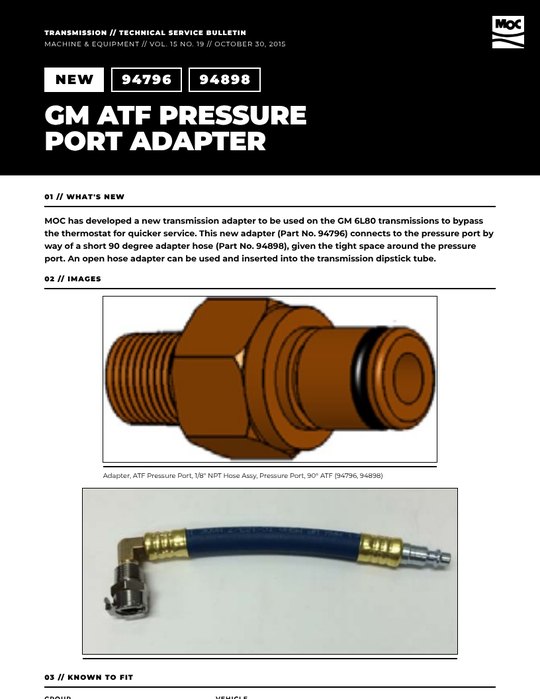 TRANSMISSION // TECHNICAL SERVICE BULLETIN
MACHINE & EQUIPMENT // VOL. 15 NO. 19 // OCTOBER 30, 2015
MOC
NEW 94796 94898
GM ATF PRESSURE
PORT ADAPTER
01 // WHAT'S NEW
MOC has developed a new transmission adapter to be used on the GM 6L80 transmissions to bypass
the thermostat for quicker service. This new adapter (Part No. 94796) connects to the pressure port by
way of a short 90 degree adapter hose (Part No. 94898), given the tight space around the pressure
port. An open hose adapter can be used and inserted into the transmission dipstick tube.
02 // IMAGES
Adapter, ATF Pressure Port, 1/8" NPT Hose Assy, Pressure Port, 90° ATF (94796, 94898)
03 // KNOWN TO FIT
GROUP VEHICLE